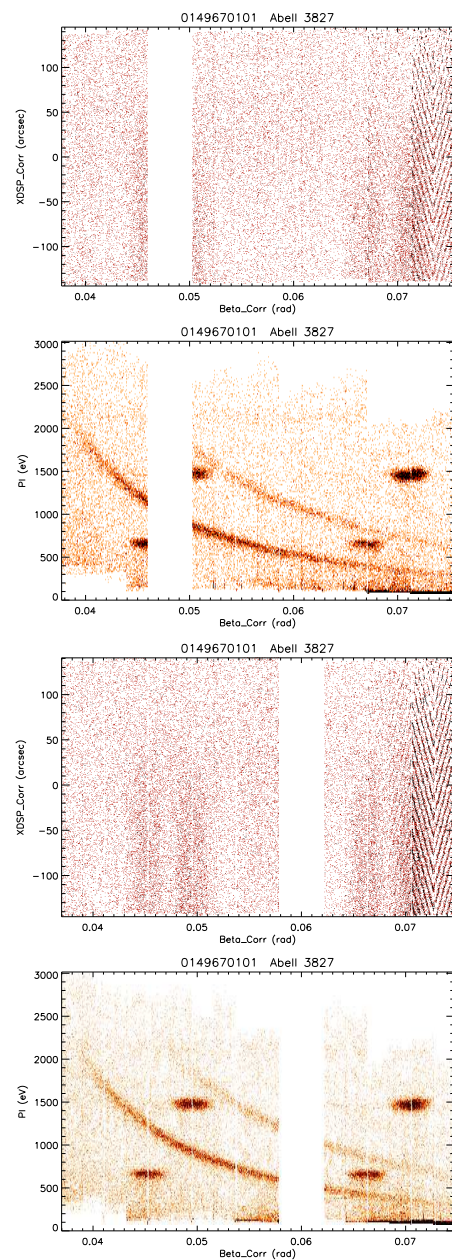 0149670101 Abell 3827
XDSP_Corr (arcsec)
100
50
0
−50
−100
0.04 0.05 0.06 0.07
Beta_Corr (rad)
0149670101 Abell 3827
PI (eV)
3000
2500
2000
1500
1000
500
0
0.04 0.05 0.06 0.07
Beta_Corr (rad)
0149670101 Abell 3827
XDSP_Corr (arcsec)
100
50
0
−50
−100
0.04 0.05 0.06 0.07
Beta_Corr (rad)
0149670101 Abell 3827
PI (eV)
3000
2500
2000
1500
1000
500
0
0.04 0.05 0.06 0.07
Beta_Corr (rad)